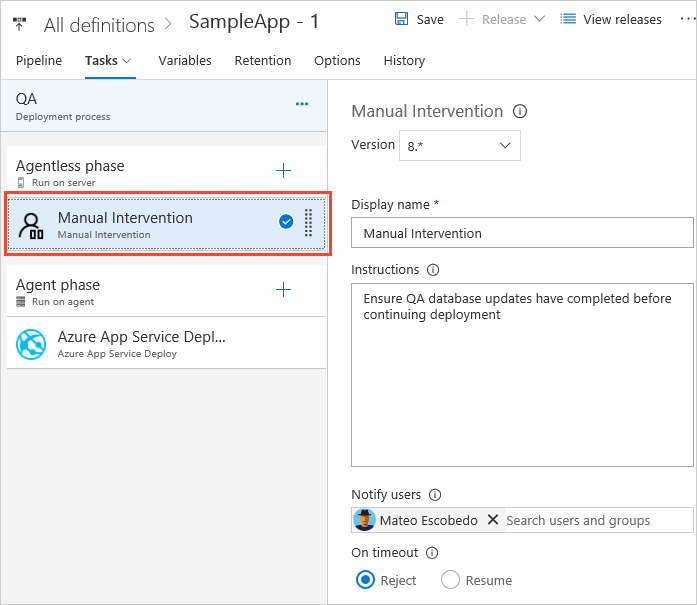 All definitions
SampleApp - 1
Save
Release
View releases
Pipeline
Tasks
Variables
Retention
Options
History
QA
Deployment process
Agentless phase
Run on server
Manual Intervention
Manual Intervention
Agent phase
Run on agent
Azure App Service Depl...
Azure App Service Deploy
Manual Intervention
Version
8.*
Display name *
Manual Intervention
Instructions
Ensure QA database updates have completed before
continuing deployment
Notify users
Mateo Escobedo
Search users and groups
On timeout
Reject
Resume